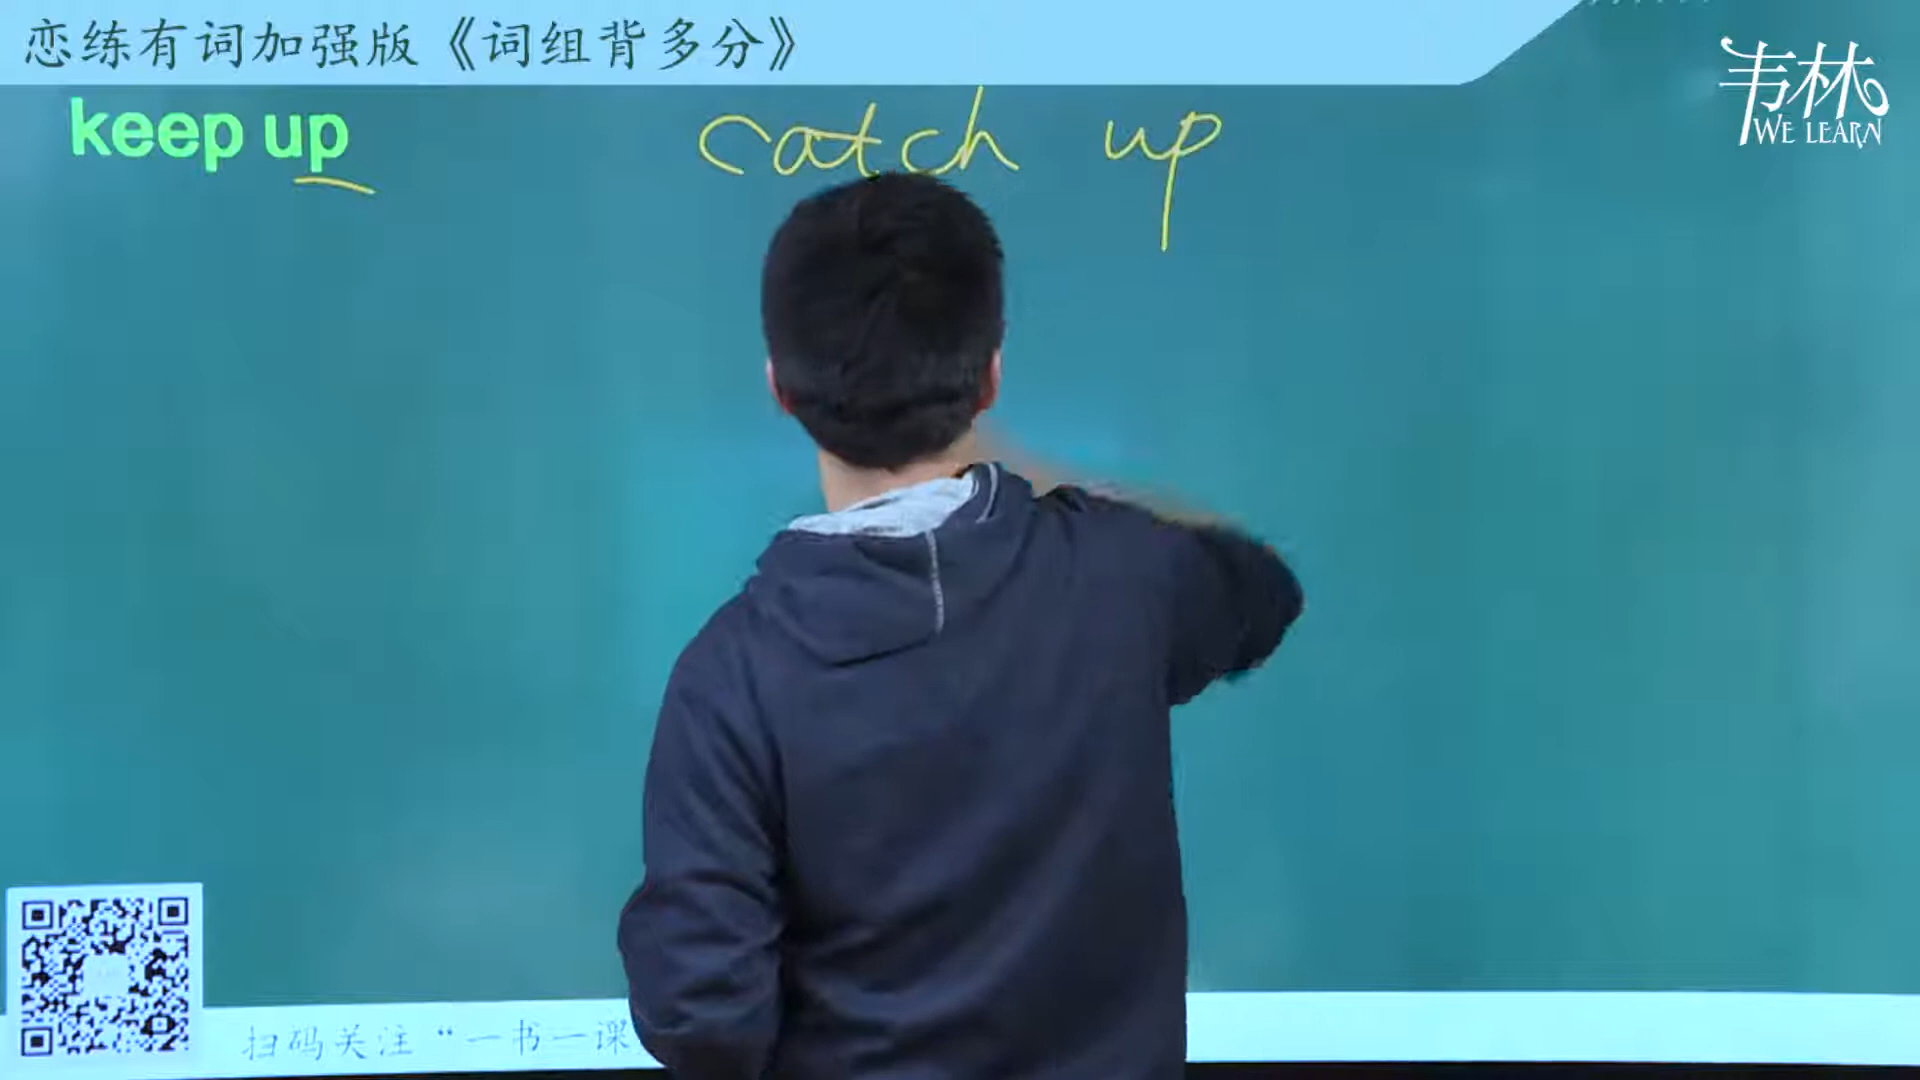 恋练有词加强版《词组背多分》
韦林
WE LEARN
keep up
catch up
扫码关注“一书一课